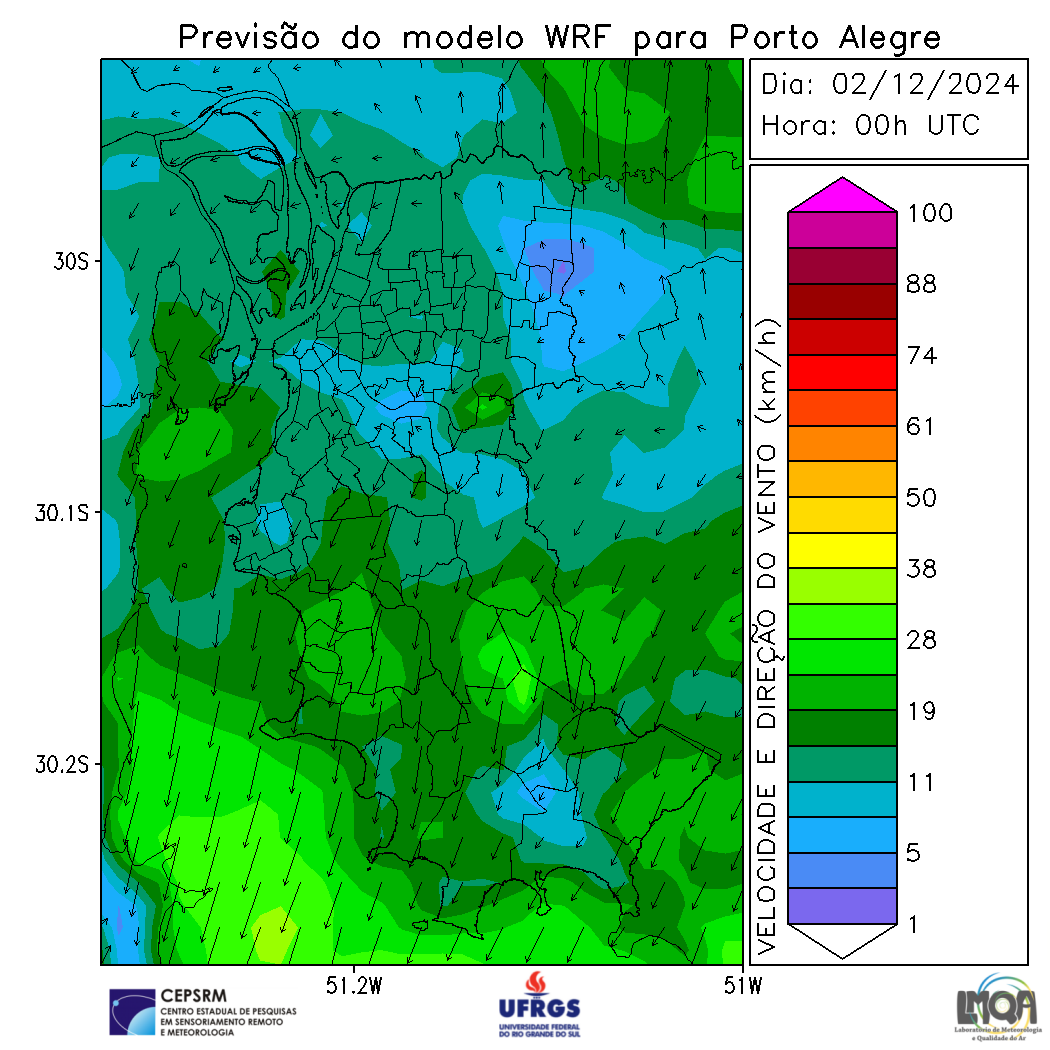 Previsão do modelo WRF para Porto Alegre
Dia: 02/12/2024
Hora: 00h UTC
30S
30.1S
30.2S
51.2W
51W
VELOCIDADE E DIREÇÃO DO VENTO (km/h)
100
88
74
61
50
38
28
19
11
5
1
CEPSRM
CENTRO ESTADUAL DE PESQUISAS
EM SENSORIAMENTO REMOTO
E METEOROLOGIA
UFRGS
UNIVERSIDADE FEDERAL
DO RIO GRANDE DO SUL
LMQA
Laboratório de Meteorologia
e Qualidade do Ar